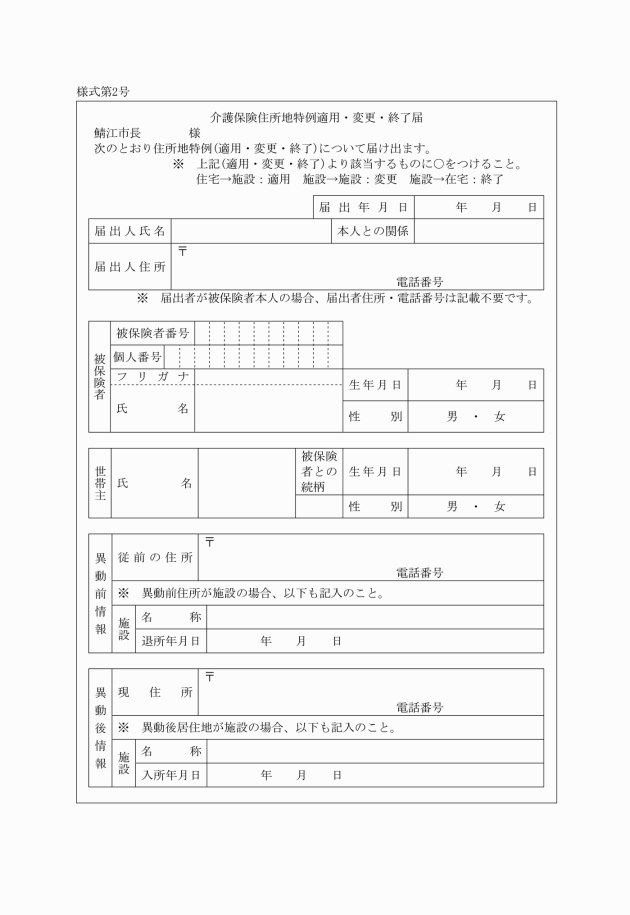 様式第2号
介護保険住所地特例適用・変更・終了届
鯖江市長　　　　様
次のとおり住所地特例(適用・変更・終了)について届け出ます。
※　上記(適用・変更・終了)より該当するものに○をつけること。
住宅→施設：適用　施設→施設：変更　施設→在宅：終了
届出年月日　年　月　日
届出人氏名　本人との関係
届出人住所　〒
電話番号
※　届出者が被保険者本人の場合、届出者住所・電話番号は記載不要です。
被保険者
被保険者番号
個人番号
フリガナ
氏　名
生年月日　年　月　日
性　別　男　・　女
世帯主
氏　名
被保険者との続柄
生年月日　年　月　日
性　別　男　・　女
異動前情報
従前の住所　〒
電話番号
※　異動前住所が施設の場合、以下も記入のこと。
施設
名　称
退所年月日　年　月　日
異動後情報
現住所　〒
電話番号
※　異動後居住地が施設の場合、以下も記入のこと。
施設
名　称
入所年月日　年　月　日